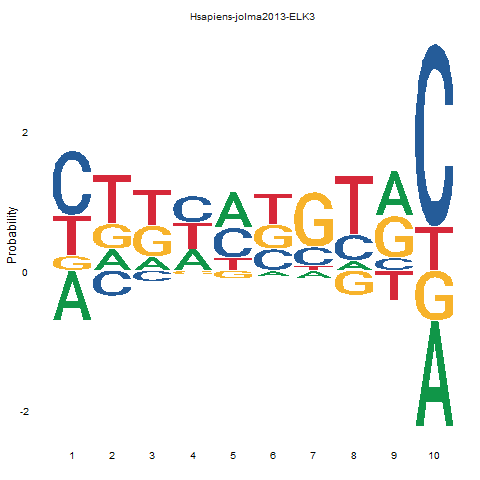 Hsapiens-jolma2013-ELK3
Probability
2
0
-2
C T G A
T G A C
T G A C
C T A G
A C T G
T G C A
G C T A
T C A G
A G C T
C T G A
1 2 3 4 5 6 7 8 9 10